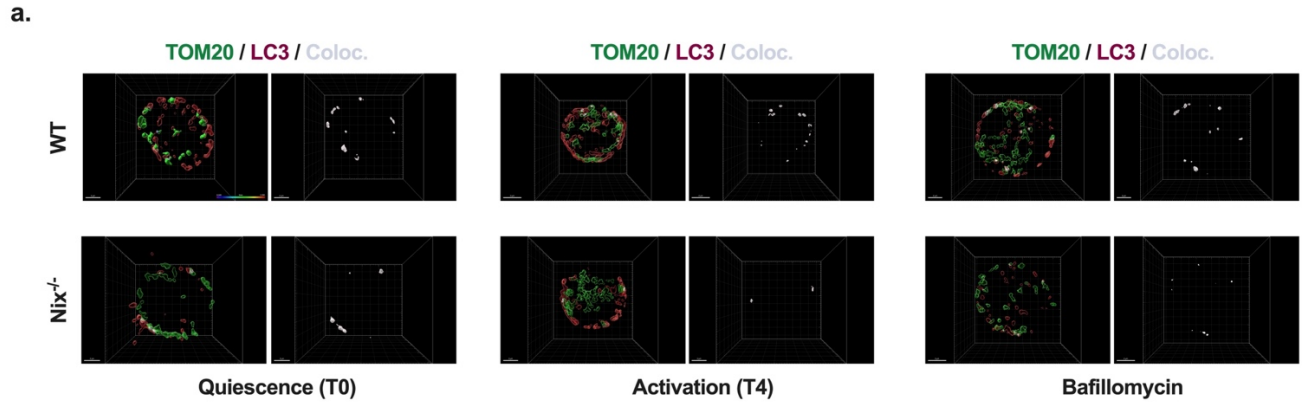 a.
TOM20 / LC3 / Coloc. TOM20 / LC3 / Coloc. TOM20 / LC3 / Coloc.
WT
Nix-/-
Quiescence (T0) Activation (T4) Bafillomycin